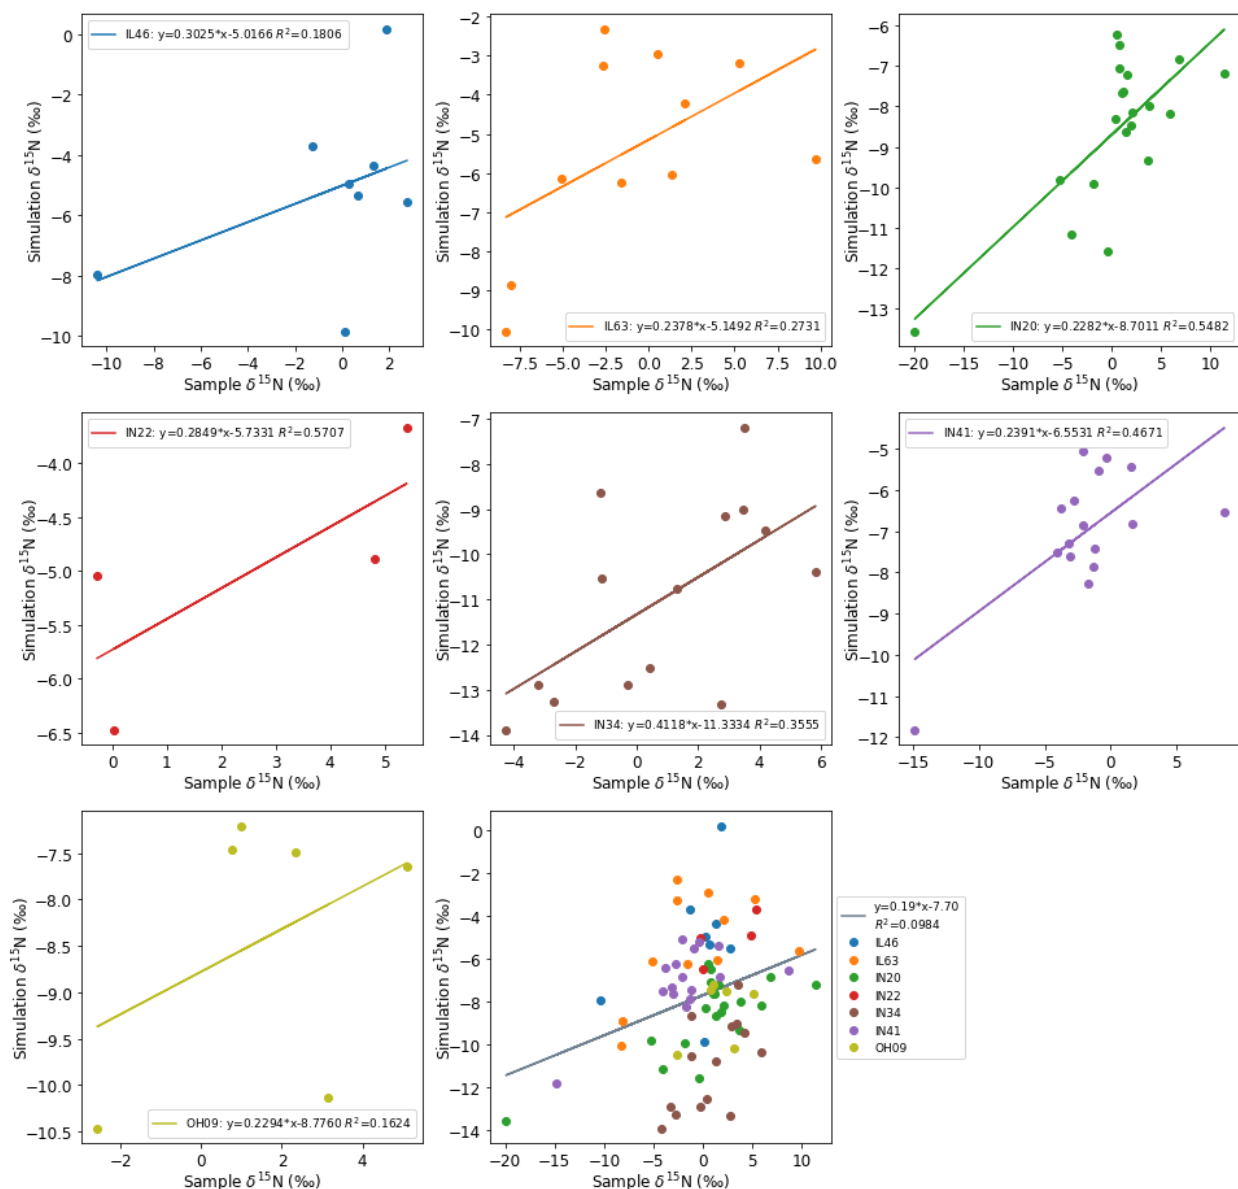 IL46: y=0.3025*x-5.0166 R²=0.1806
Simulation δ¹⁵N (‰)
0
−2
−4
−6
−8
−10
−10 −8 −6 −4 −2 0 2
Sample δ¹⁵N (‰)
IL63: y=0.2378*x-5.1492 R²=0.2731
Simulation δ¹⁵N (‰)
−2
−3
−4
−5
−6
−7
−8
−9
−10
−7.5 −5.0 −2.5 0.0 2.5 5.0 7.5 10.0
Sample δ¹⁵N (‰)
IN20: y=0.2282*x-8.7011 R²=0.5482
Simulation δ¹⁵N (‰)
−6
−7
−8
−9
−10
−11
−12
−13
−20 −15 −10 −5 0 5 10
Sample δ¹⁵N (‰)
IN22: y=0.2849*x-5.7331 R²=0.5707
Simulation δ¹⁵N (‰)
−4.0
−4.5
−5.0
−5.5
−6.0
−6.5
0 1 2 3 4 5
Sample δ¹⁵N (‰)
IN34: y=0.4118*x-11.3334 R²=0.3555
Simulation δ¹⁵N (‰)
−7
−8
−9
−10
−11
−12
−13
−14
−4 −2 0 2 4 6
Sample δ¹⁵N (‰)
IN41: y=0.2391*x-6.5531 R²=0.4671
Simulation δ¹⁵N (‰)
−5
−6
−7
−8
−9
−10
−11
−12
−15 −10 −5 0 5
Sample δ¹⁵N (‰)
OH09: y=0.2294*x-8.7760 R²=0.1624
Simulation δ¹⁵N (‰)
−7.5
−8.0
−8.5
−9.0
−9.5
−10.0
−10.5
−2 0 2 4
Sample δ¹⁵N (‰)
Simulation δ¹⁵N (‰)
0
−2
−4
−6
−8
−10
−12
−14
−20 −15 −10 −5 0 5 10
Sample δ¹⁵N (‰)
y=0.19*x-7.70
R²=0.0984
IL46
IL63
IN20
IN22
IN34
IN41
OH09